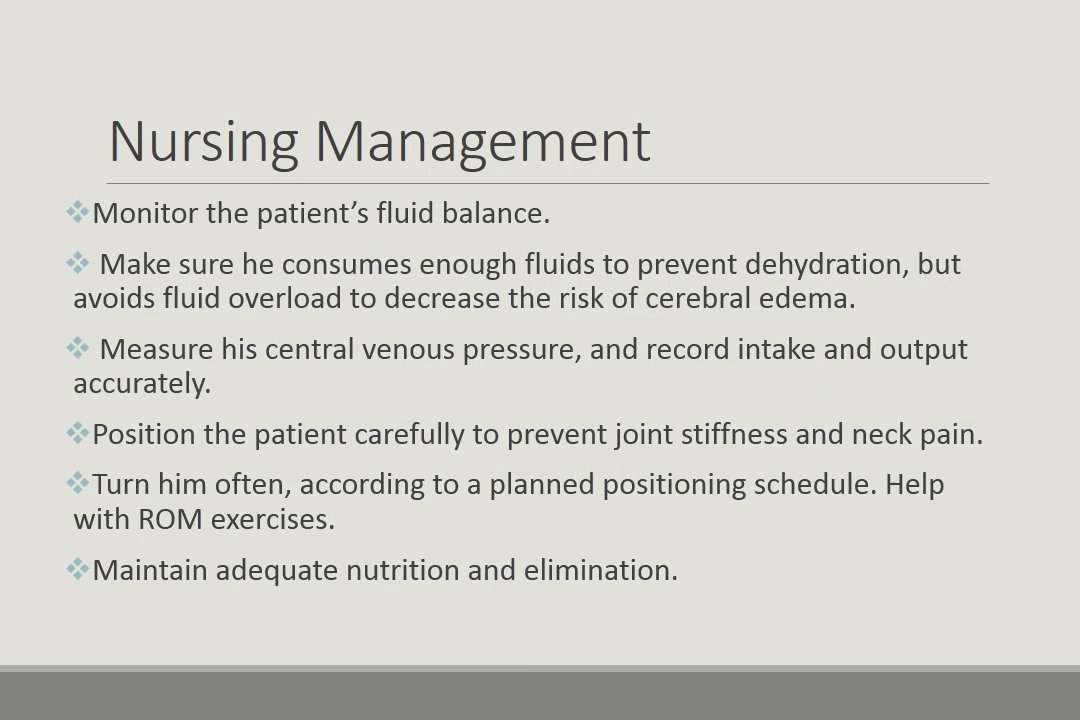 Nursing Management
❖Monitor the patient’s fluid balance.
❖ Make sure he consumes enough fluids to prevent dehydration, but
avoids fluid overload to decrease the risk of cerebral edema.
❖ Measure his central venous pressure, and record intake and output
accurately.
❖Position the patient carefully to prevent joint stiffness and neck pain.
❖Turn him often, according to a planned positioning schedule. Help
with ROM exercises.
❖Maintain adequate nutrition and elimination.